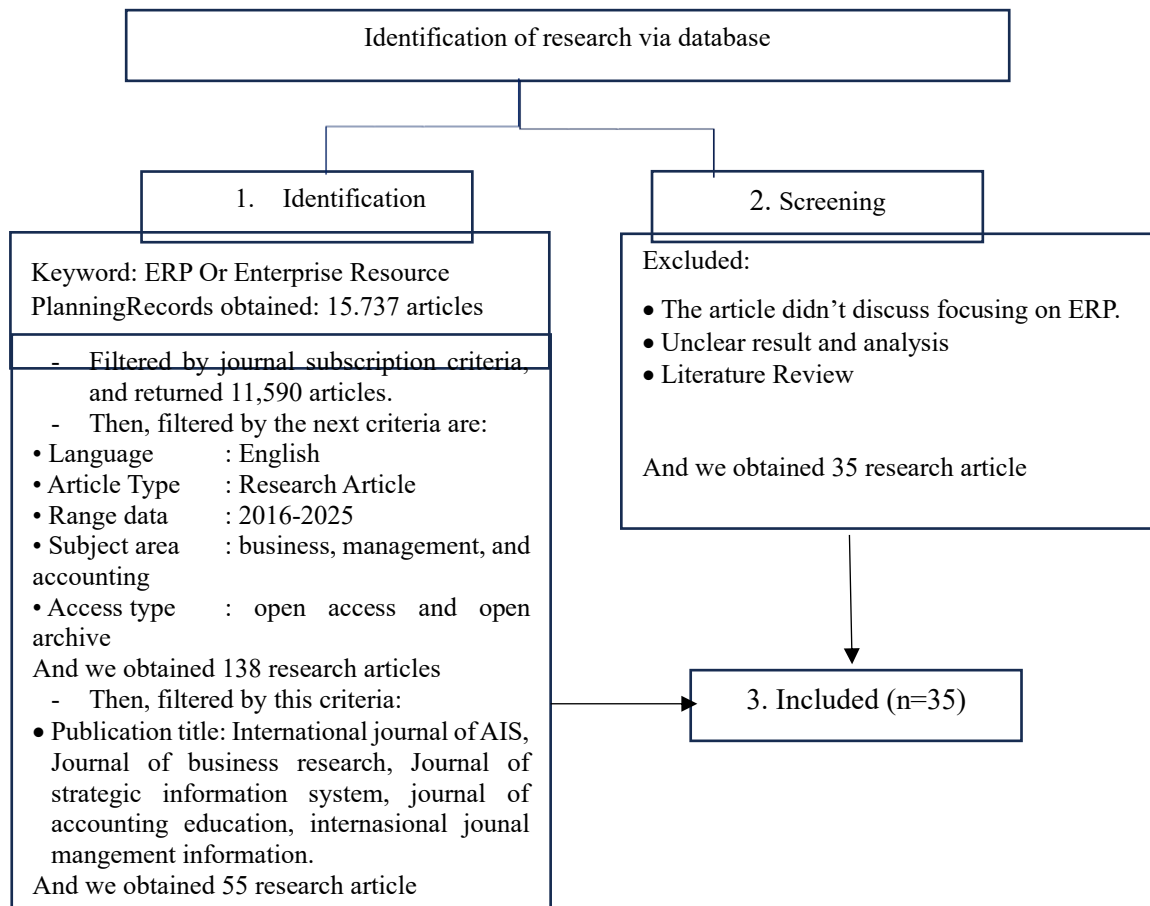 Identification of research via database
1. Identification
Keyword: ERP Or Enterprise Resource
PlanningRecords obtained: 15.737 articles
- Filtered by journal subscription criteria,
and returned 11,590 articles.
- Then, filtered by the next criteria are:
• Language : English
• Article Type : Research Article
• Range data : 2016-2025
• Subject area : business, management, and
accounting
• Access type : open access and open
archive
And we obtained 138 research articles
- Then, filtered by this criteria:
• Publication title: International journal of AIS,
Journal of business research, Journal of
strategic information system, journal of
accounting education, internasional jounal
mangement information.
And we obtained 55 research article
2. Screening
Excluded:
• The article didn’t discuss focusing on ERP.
• Unclear result and analysis
• Literature Review
And we obtained 35 research article
3. Included (n=35)